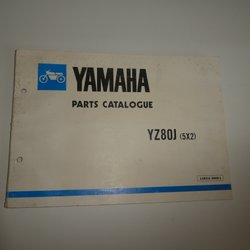 YAMAHA
PARTS CATALOGUE
YZ80J (5X2)